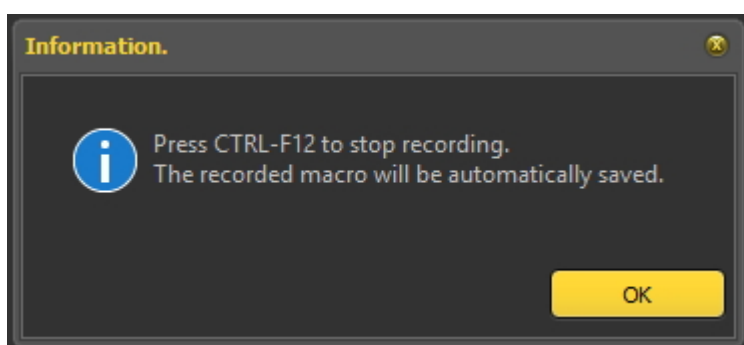 Information.
Press CTRL-F12 to stop recording.
The recorded macro will be automatically saved.
OK